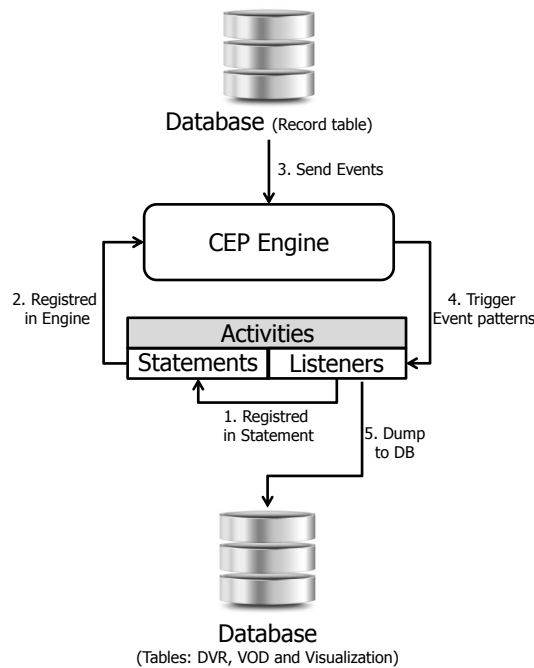 Database (Record table)
3. Send Events
CEP Engine
2. Registred
in Engine
4. Trigger
Event patterns
Activities
Statements
Listeners
1. Registred
in Statement
5. Dump
to DB
Database
(Tables: DVR, VOD and Visualization)